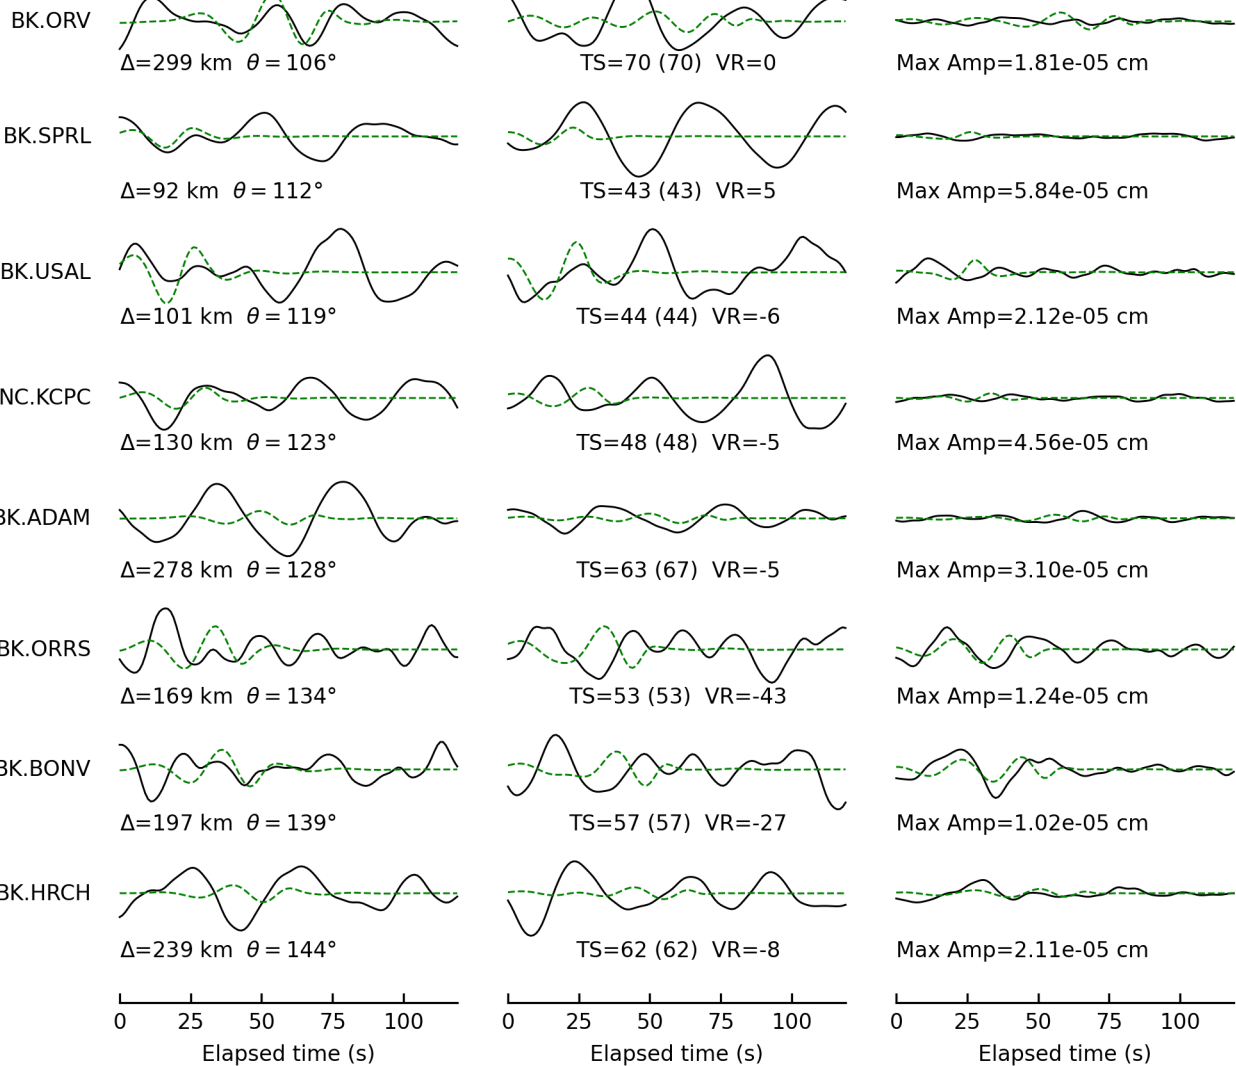 BK.ORV
Δ=299 km θ=106° TS=70 (70) VR=0 Max Amp=1.81e-05 cm
BK.SPRL
Δ=92 km θ=112° TS=43 (43) VR=5 Max Amp=5.84e-05 cm
BK.USAL
Δ=101 km θ=119° TS=44 (44) VR=-6 Max Amp=2.12e-05 cm
NC.KCPC
Δ=130 km θ=123° TS=48 (48) VR=-5 Max Amp=4.56e-05 cm
BK.ADAM
Δ=278 km θ=128° TS=63 (67) VR=-5 Max Amp=3.10e-05 cm
BK.ORRS
Δ=169 km θ=134° TS=53 (53) VR=-43 Max Amp=1.24e-05 cm
BK.BONV
Δ=197 km θ=139° TS=57 (57) VR=-27 Max Amp=1.02e-05 cm
BK.HRCH
Δ=239 km θ=144° TS=62 (62) VR=-8 Max Amp=2.11e-05 cm
0 25 50 75 100 0 25 50 75 100 0 25 50 75 100
Elapsed time (s) Elapsed time (s) Elapsed time (s)